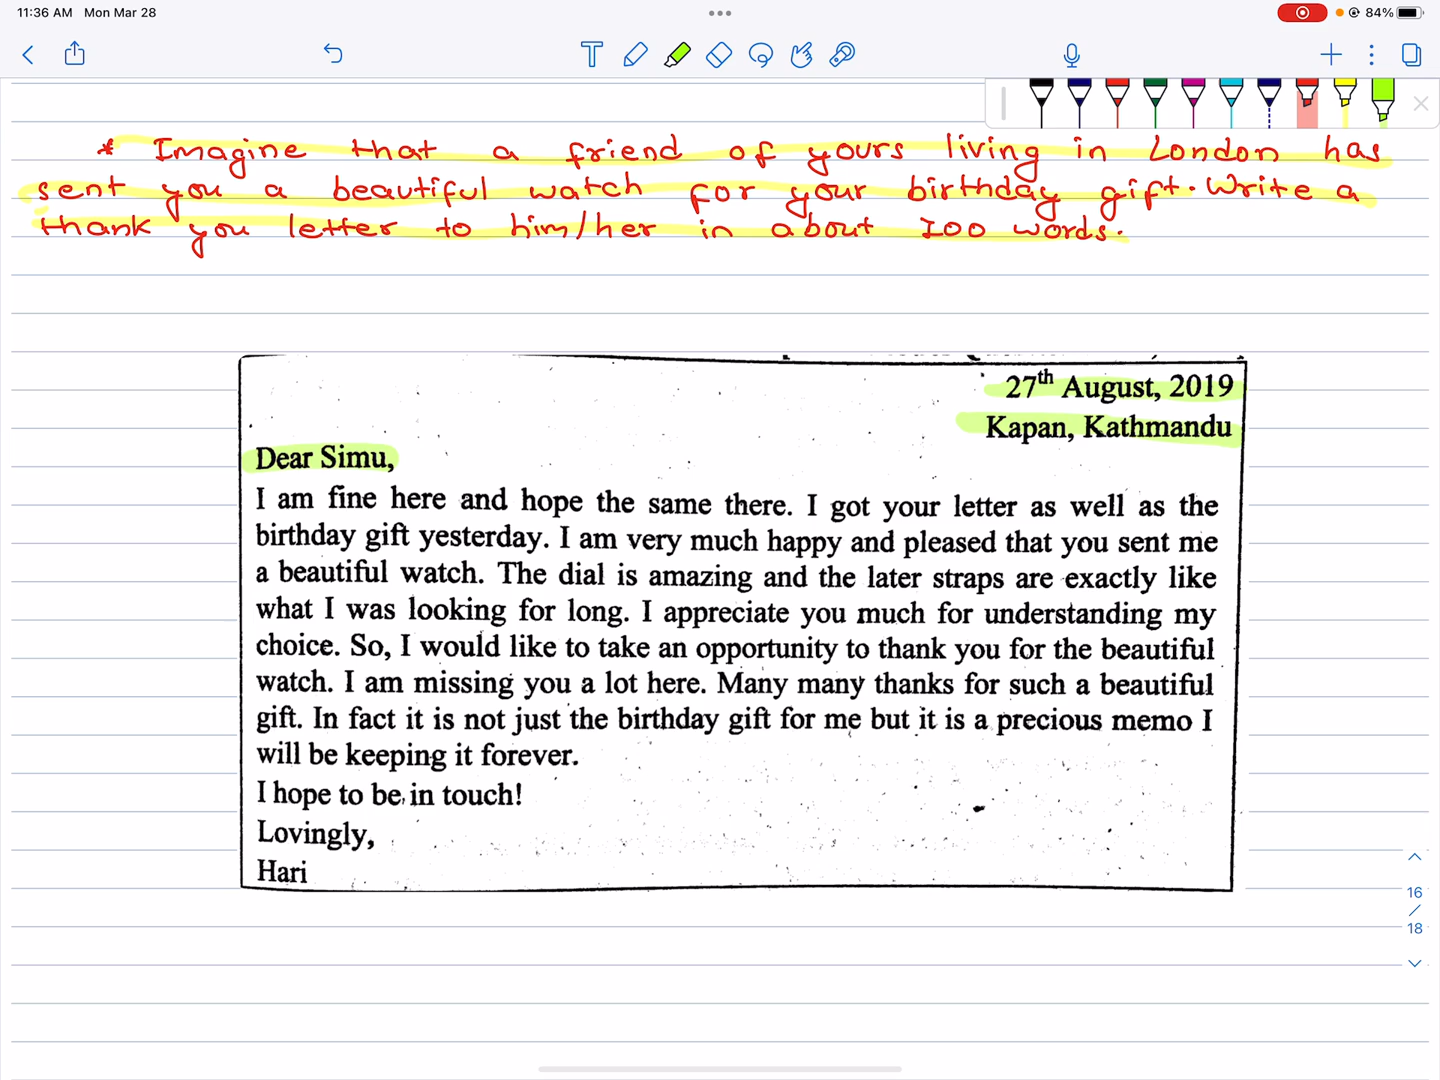 11:36 AM Mon Mar 28
84%
* Imagine that a friend of yours living in London has
sent you a beautiful watch for your birthday gift. Write a
thank you letter to him/her in about 100 words.
27th August, 2019
Kapan, Kathmandu
Dear Simu,
I am fine here and hope the same there. I got your letter as well as the
birthday gift yesterday. I am very much happy and pleased that you sent me
a beautiful watch. The dial is amazing and the later straps are exactly like
what I was looking for long. I appreciate you much for understanding my
choice. So, I would like to take an opportunity to thank you for the beautiful
watch. I am missing you a lot here. Many many thanks for such a beautiful
gift. In fact it is not just the birthday gift for me but it is a precious memo I
will be keeping it forever.
I hope to be in touch!
Lovingly,
Hari
16
/
18